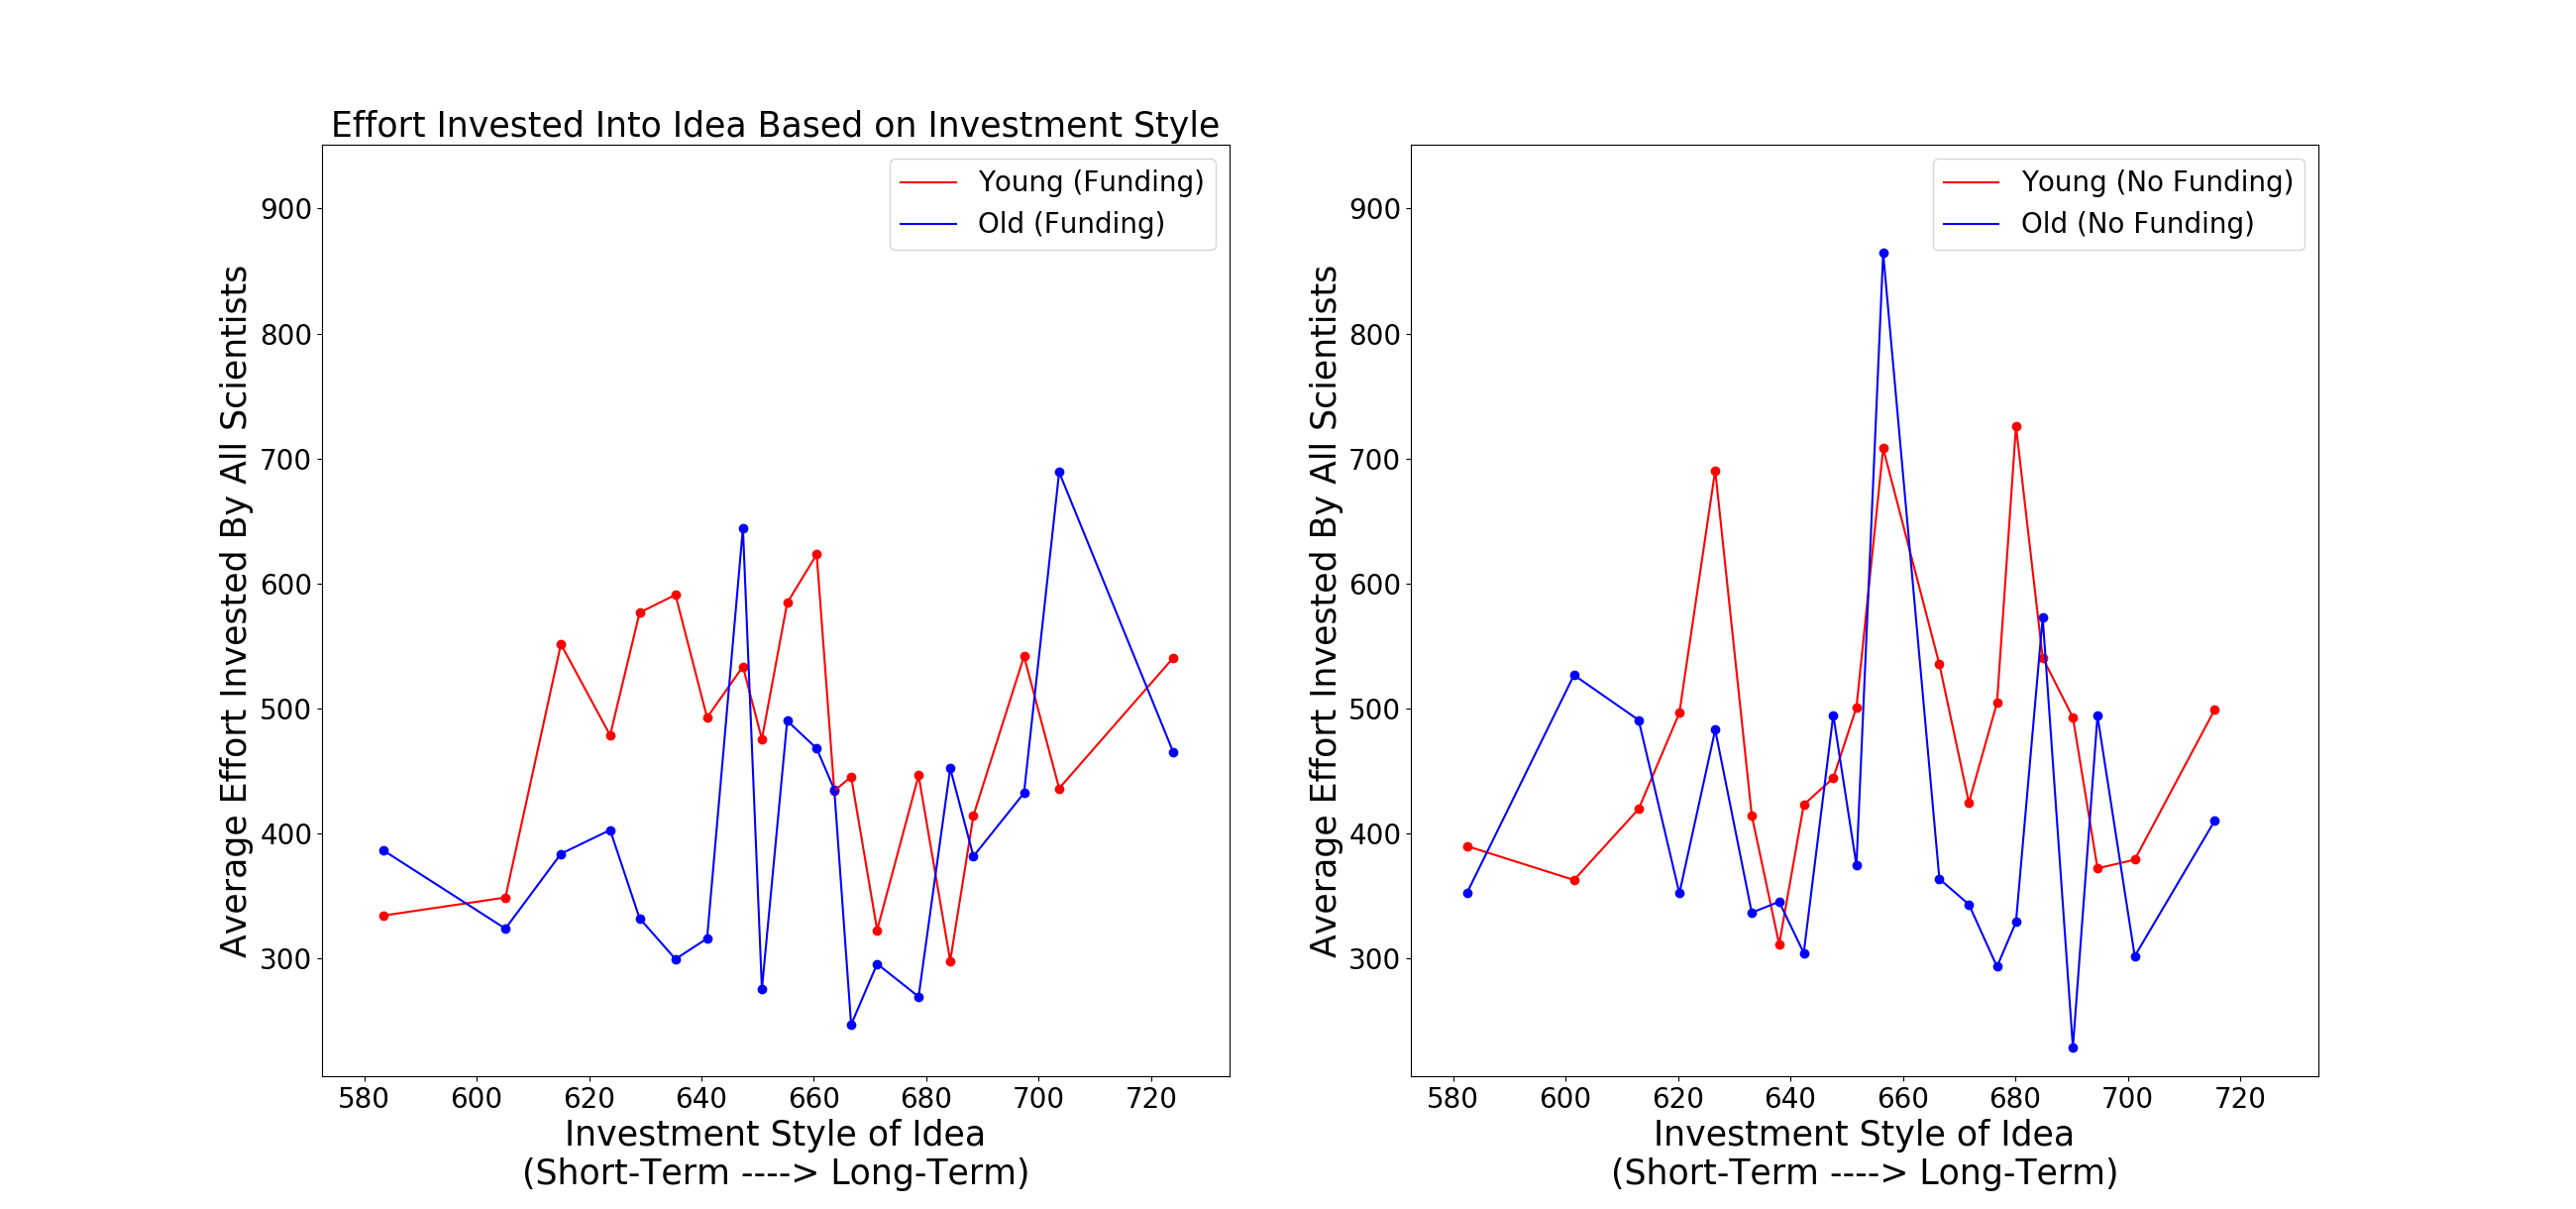 Effort Invested Into Idea Based on Investment Style
Average Effort Invested By All Scientists
900
800
700
600
500
400
300
Young (Funding)
Old (Funding)
580 600 620 640 660 680 700 720
Investment Style of Idea
(Short-Term ----> Long-Term)
Average Effort Invested By All Scientists
900
800
700
600
500
400
300
Young (No Funding)
Old (No Funding)
580 600 620 640 660 680 700 720
Investment Style of Idea
(Short-Term ----> Long-Term)